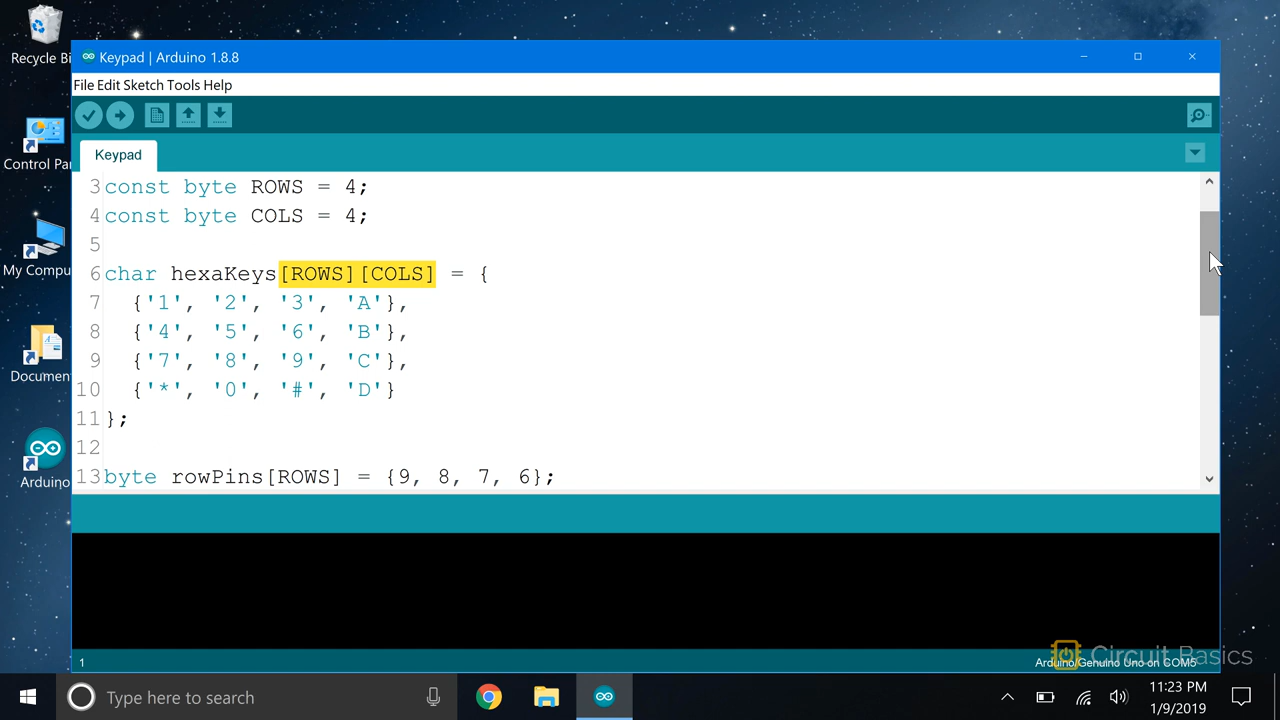 Recycle Bi
Keypad | Arduino 1.8.8
File Edit Sketch Tools Help
Control Pa
Keypad
3 const byte ROWS = 4;
4 const byte COLS = 4;
5
My Compu
6 char hexaKeys[ROWS][COLS] = {
7 {'1', '2', '3', 'A'},
8 {'4', '5', '6', 'B'},
9 {'7', '8', '9', 'C'},
Document
10 {'*', '0', '#', 'D'}
11 };
12
13 byte rowPins[ROWS] = {9, 8, 7, 6};
Arduino
1
Arduino/Genuino Uno on COM5
Circuit Basics
Type here to search
11:23 PM
1/9/2019